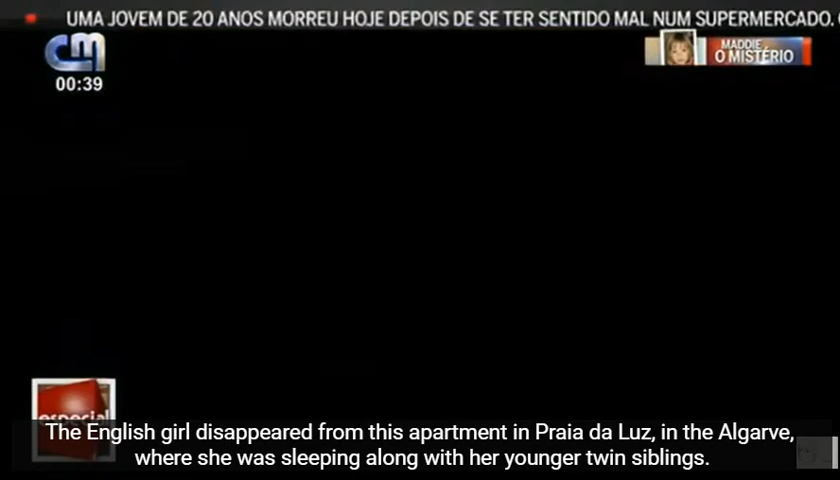 UMA JOVEM DE 20 ANOS MORREU HOJE DEPOIS DE SE TER SENTIDO MAL NUM SUPERMERCADO.
CM
00:39
MADDIE
O MISTÉRIO
especial
The English girl disappeared from this apartment in Praia da Luz, in the Algarve,
where she was sleeping along with her younger twin siblings.